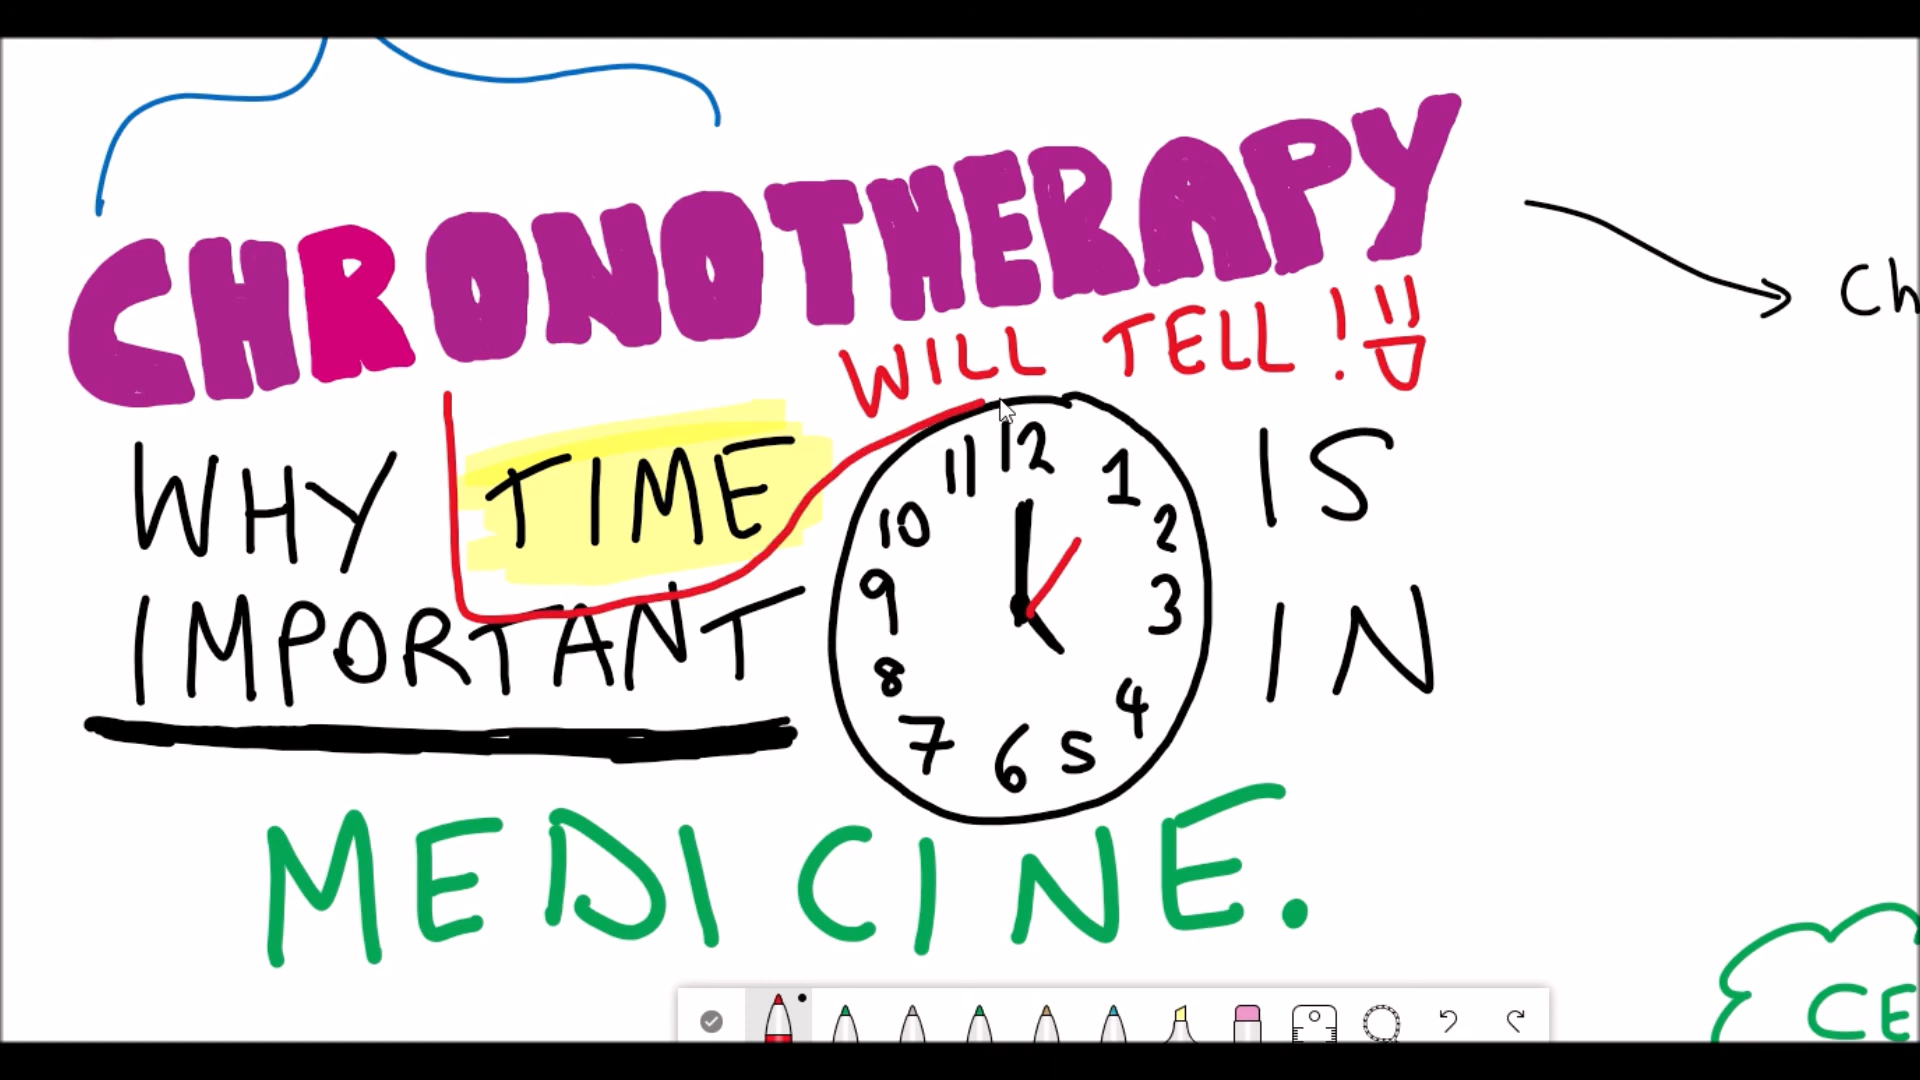 CHRONOTHERAPY
WILL TELL!
Ch
WHY TIME IS
IMPORTANT IN
11 12 1
10 2
9 3
8 4
7 6 5
MEDICINE.
CE